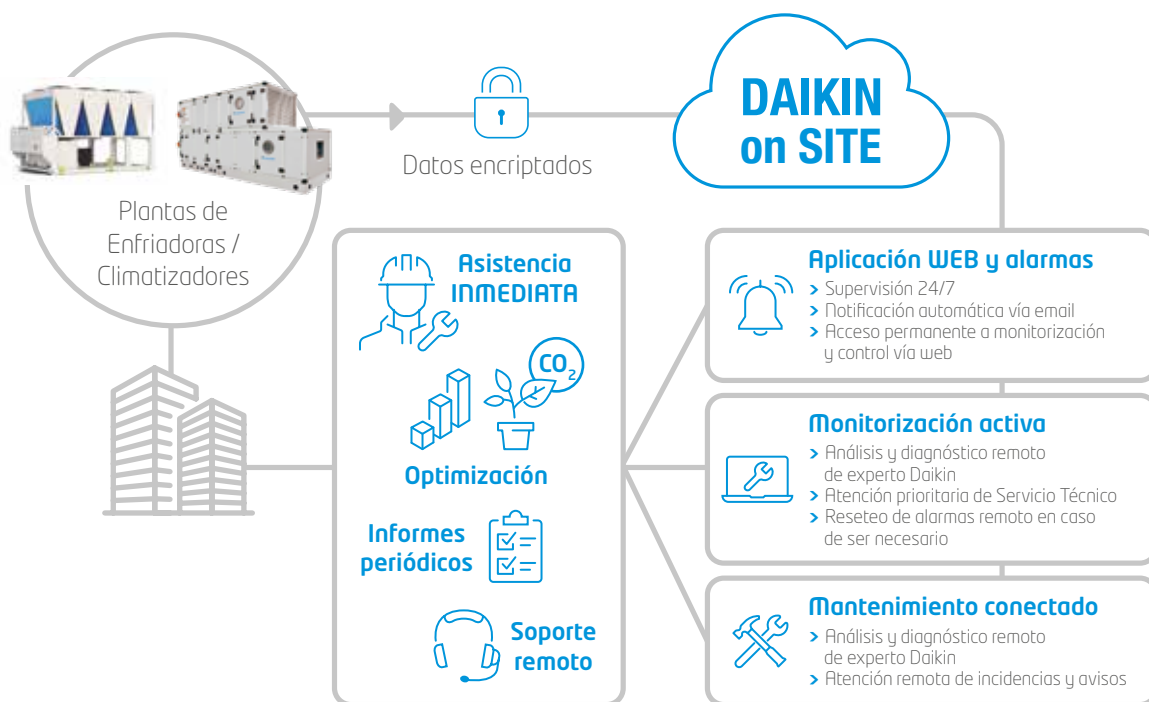 DAIKIN
on SITE
Datos encriptados
Plantas de
Enfriadoras /
Climatizadores
Asistencia
INMEDIATA
CO2
Optimización
Informes
periódicos
Soporte
remoto
Aplicación WEB y alarmas
> Supervisión 24/7
> Notificación automática vía email
> Acceso permanente a monitorización
y control vía web
Monitorización activa
> Análisis y diagnóstico remoto
de experto Daikin
> Atención prioritaria de Servicio Técnico
> Reseteo de alarmas remoto en caso
de ser necesario
Mantenimiento conectado
> Análisis y diagnóstico remoto
de experto Daikin
> Atención remota de incidencias y avisos